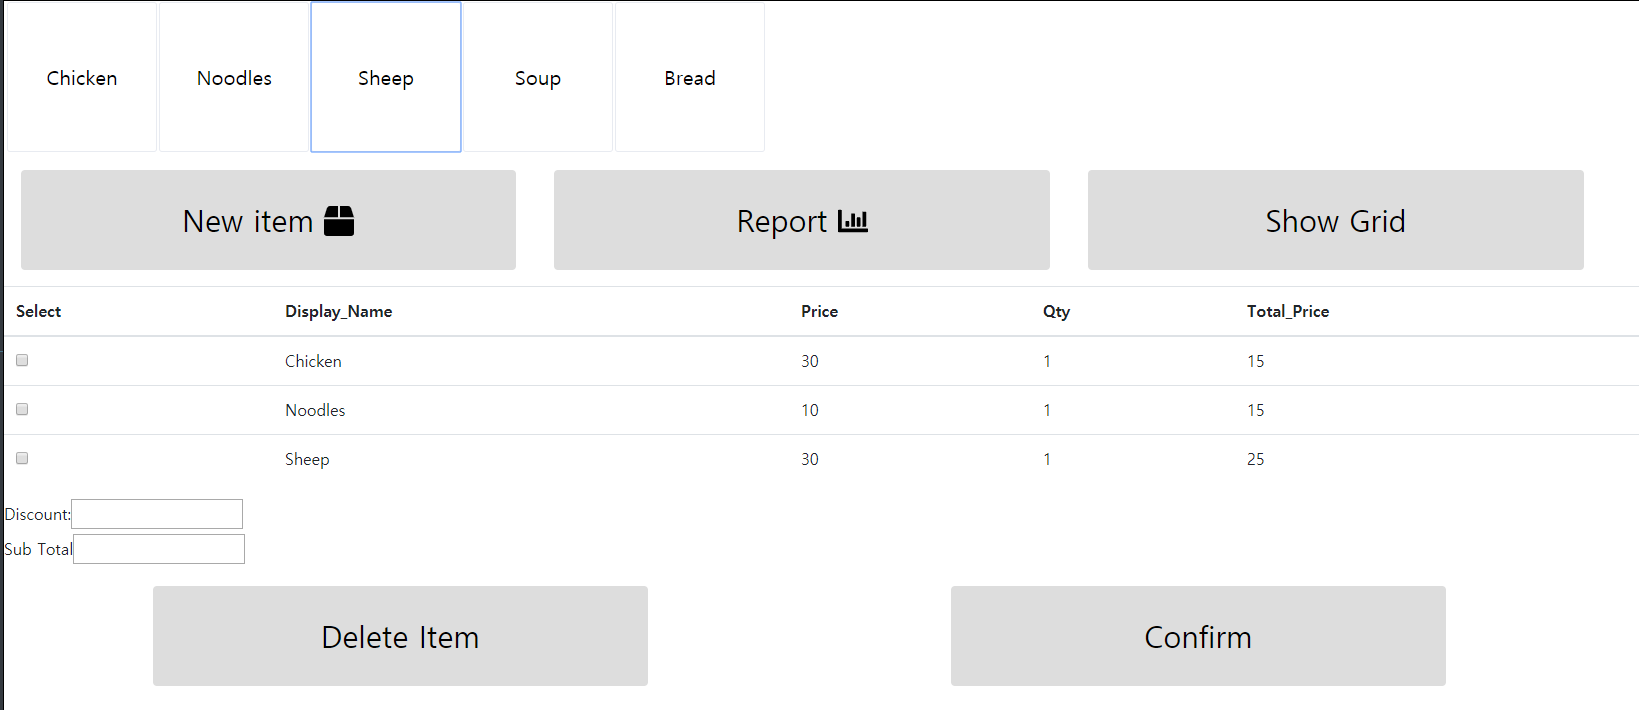 Chicken Noodles Sheep Soup Bread
New item Report Show Grid
Select Display_Name Price Qty Total_Price
Chicken 30 1 15
Noodles 10 1 15
Sheep 30 1 25
Discount:
Sub Total
Delete Item Confirm